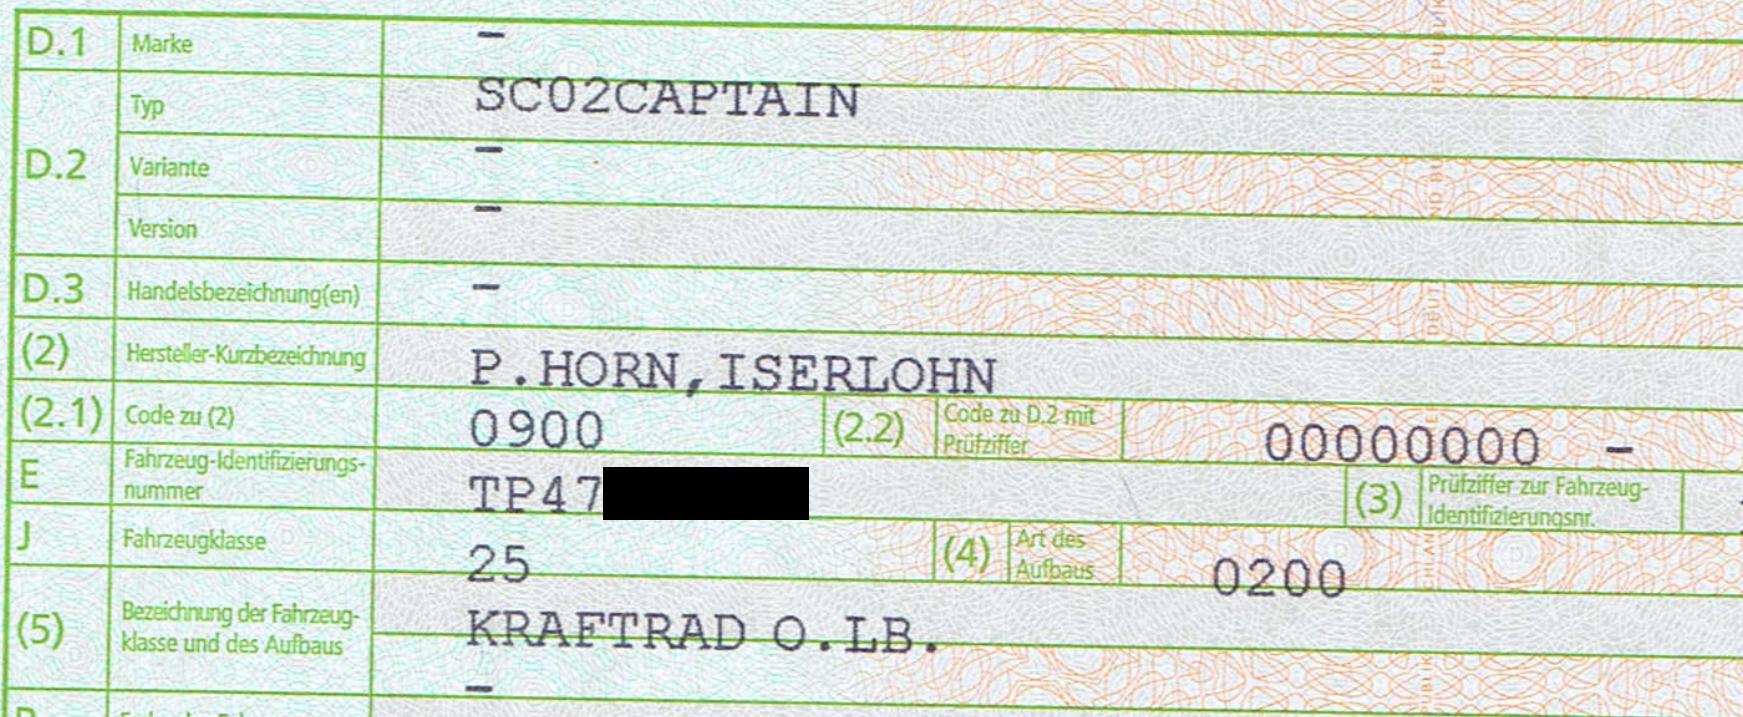 D.1 Marke –
D.2 Typ SC02CAPTAIN
Variante –
Version –
D.3 Handelsbezeichnung(en) –
(2) Hersteller-Kurzbezeichnung P.HORN,ISERLOHN
(2.1) Code zu (2) 0900 (2.2) Code zu D.2 mit Prüfziffer 00000000 –
E Fahrzeug-Identifizierungs-
nummer TP47 (3) Prüfziffer zur Fahrzeug-
Identifizierungsnr.
J Fahrzeugklasse 25 (4) Art des Aufbaus 0200
(5) Bezeichnung der Fahrzeug-
klasse und des Aufbaus KRAFTRAD O.LB.
–